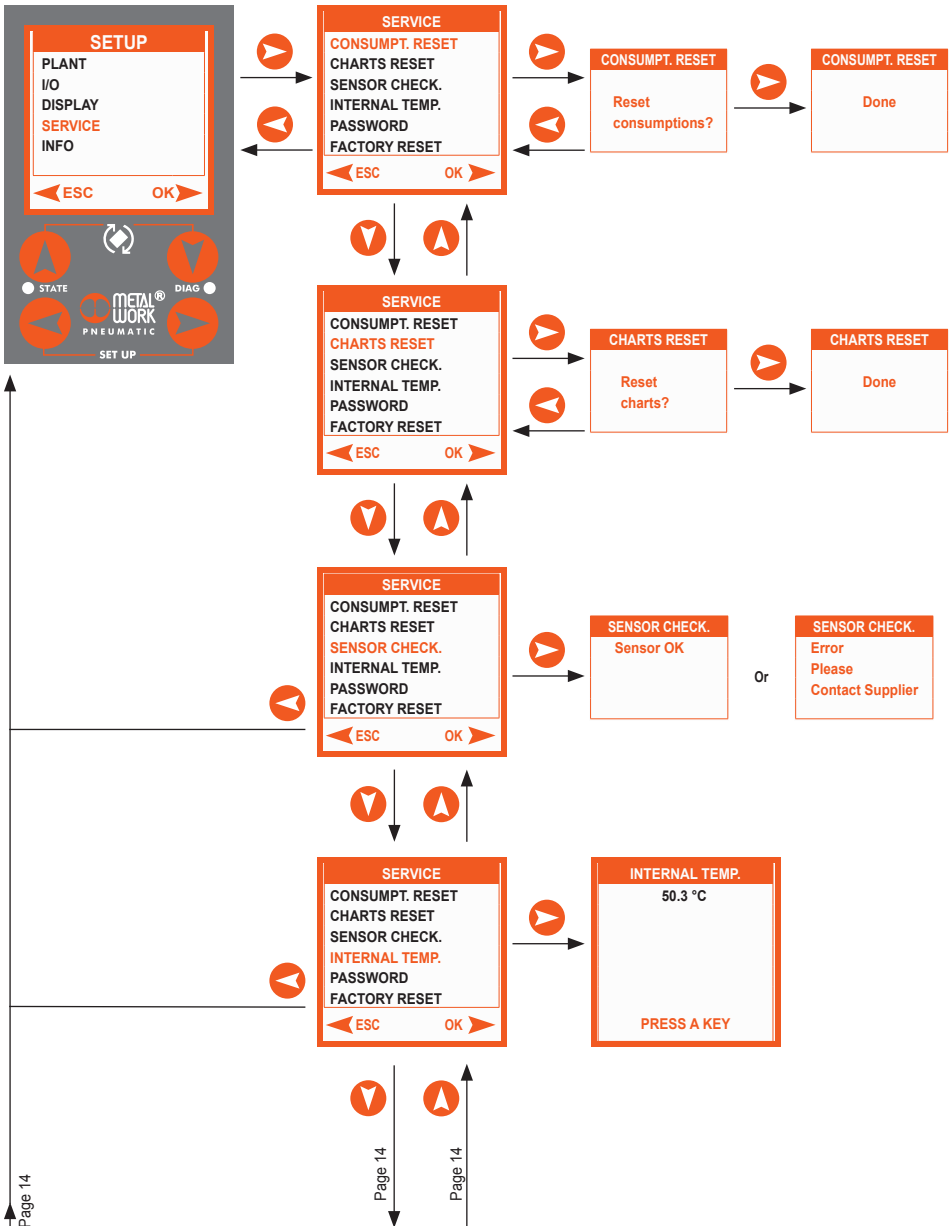 SETUP
PLANT
I/O
DISPLAY
SERVICE
INFO
ESC OK
STATE
DIAG
METAL®
WORK
PNEUMATIC
SET UP
SERVICE
CONSUMPT. RESET
CHARTS RESET
SENSOR CHECK.
INTERNAL TEMP.
PASSWORD
FACTORY RESET
ESC OK
CONSUMPT. RESET
Reset
consumptions?
CONSUMPT. RESET
Done
SERVICE
CONSUMPT. RESET
CHARTS RESET
SENSOR CHECK.
INTERNAL TEMP.
PASSWORD
FACTORY RESET
ESC OK
CHARTS RESET
Reset
charts?
CHARTS RESET
Done
SERVICE
CONSUMPT. RESET
CHARTS RESET
SENSOR CHECK.
INTERNAL TEMP.
PASSWORD
FACTORY RESET
ESC OK
SENSOR CHECK.
Sensor OK
Or
SENSOR CHECK.
Error
Please
Contact Supplier
SERVICE
CONSUMPT. RESET
CHARTS RESET
SENSOR CHECK.
INTERNAL TEMP.
PASSWORD
FACTORY RESET
ESC OK
INTERNAL TEMP.
50.3 °C
PRESS A KEY
Page 14
Page 14
Page 14